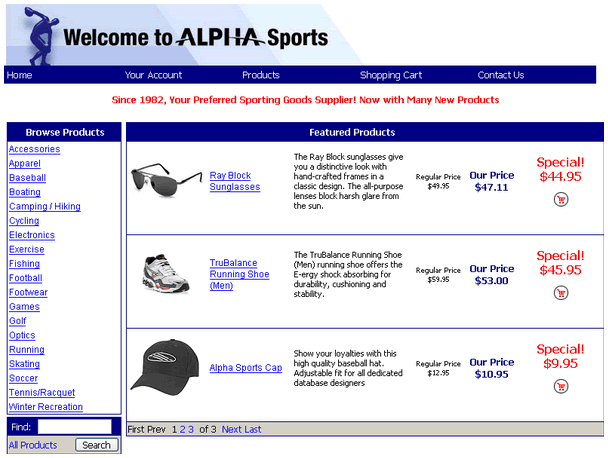 Welcome to ALPHA Sports
Home Your Account Products Shopping Cart Contact Us
Since 1982, Your Preferred Sporting Goods Supplier! Now with Many New Products
Browse Products
Accessories
Apparel
Baseball
Boating
Camping / Hiking
Cycling
Electronics
Exercise
Fishing
Football
Footwear
Games
Golf
Optics
Running
Skating
Soccer
Tennis/Racquet
Winter Recreation
Find:
All Products Search
Featured Products
Ray Block
Sunglasses
The Ray Block sunglasses give
you a distinctive look with
hand-crafted frames in a
classic design. The all-purpose
lenses block harsh glare from
the sun.
Regular Price
$49.95
Our Price
$47.11
Special!
$44.95
TruBalance
Running Shoe
(Men)
The TruBalance Running Shoe
(Men) running shoe offers the
E-ergy shock absorbing for
durability, cushioning and
stability.
Regular Price
$59.95
Our Price
$53.00
Special!
$45.95
Alpha Sports Cap
Show your loyalties with this
high quality baseball hat.
Adjustable fit for all dedicated
database designers
Regular Price
$12.95
Our Price
$10.95
Special!
$9.95
First Prev 1 2 3 of 3 Next Last